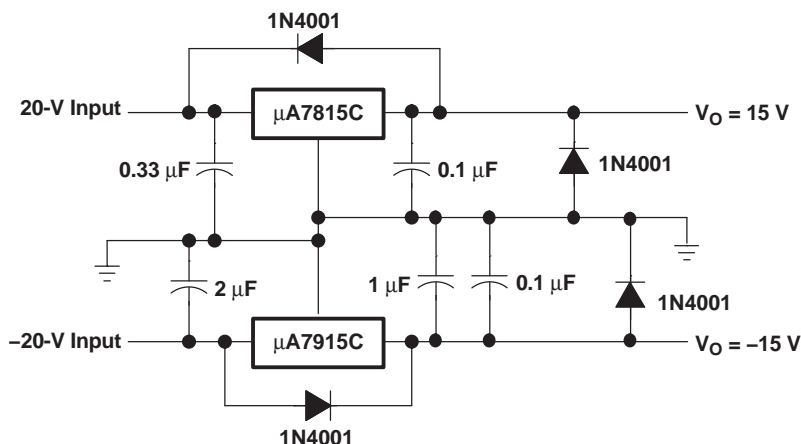 1N4001
20-V Input
µA7815C
V_O = 15 V
0.33 µF
0.1 µF
1N4001
2 µF
1 µF
0.1 µF
1N4001
–20-V Input
µA7915C
V_O = –15 V
1N4001